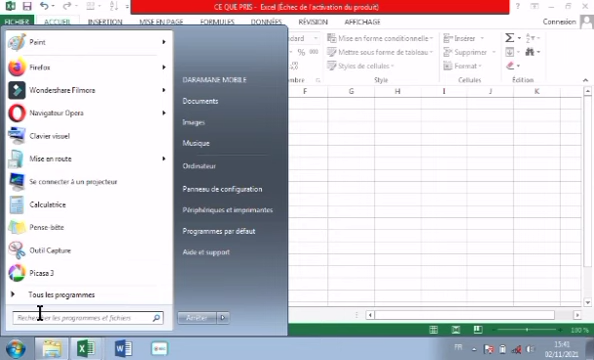 CE QUE PRIS - Excel (Échec de l'activation du produit)
FICHIER ACCUEIL INSERTION MISE EN PAGE FORMULES DONNÉES RÉVISION AFFICHAGE Connexion
Paint
Firefox
Wondershare Filmora
Navigateur Opera
Clavier visuel
Mise en route
Se connecter à un projecteur
Calculatrice
Pense-bête
Outil Capture
Picasa 3
Tous les programmes
Rechercher les programmes et fichiers
DARAMANE MOBILE
Documents
Images
Musique
Ordinateur
Panneau de configuration
Périphériques et imprimantes
Programmes par défaut
Aide et support
Arrêter
Mise en forme conditionnelle
Mettre sous forme de tableau
Styles de cellules
Style
Insérer
Supprimer
Format
Cellules
Édition
F G H I J K
100 %
FR
15:41
02/11/2021